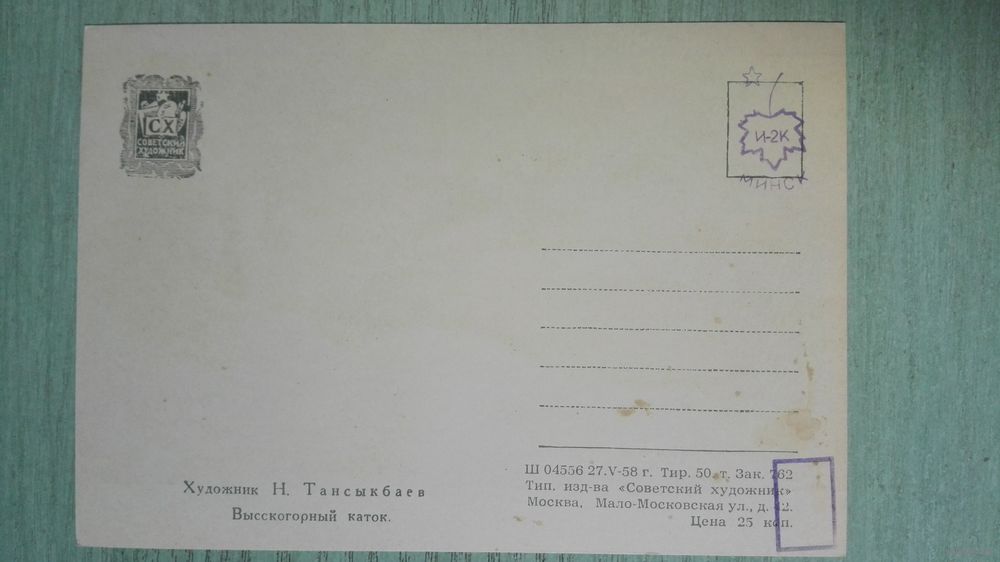 СХ
СОВЕТСКИЙ
ХУДОЖНИК
И-2К
МИНСК
Ш 04556 27.V-58 г. Тир. 50. т. Зак. 762
Тип. изд-ва «Советский художник»
Москва, Мало-Московская ул., д. 42.
Цена 25 коп.
Художник Н. Тансыкбаев
Высскогорный каток.